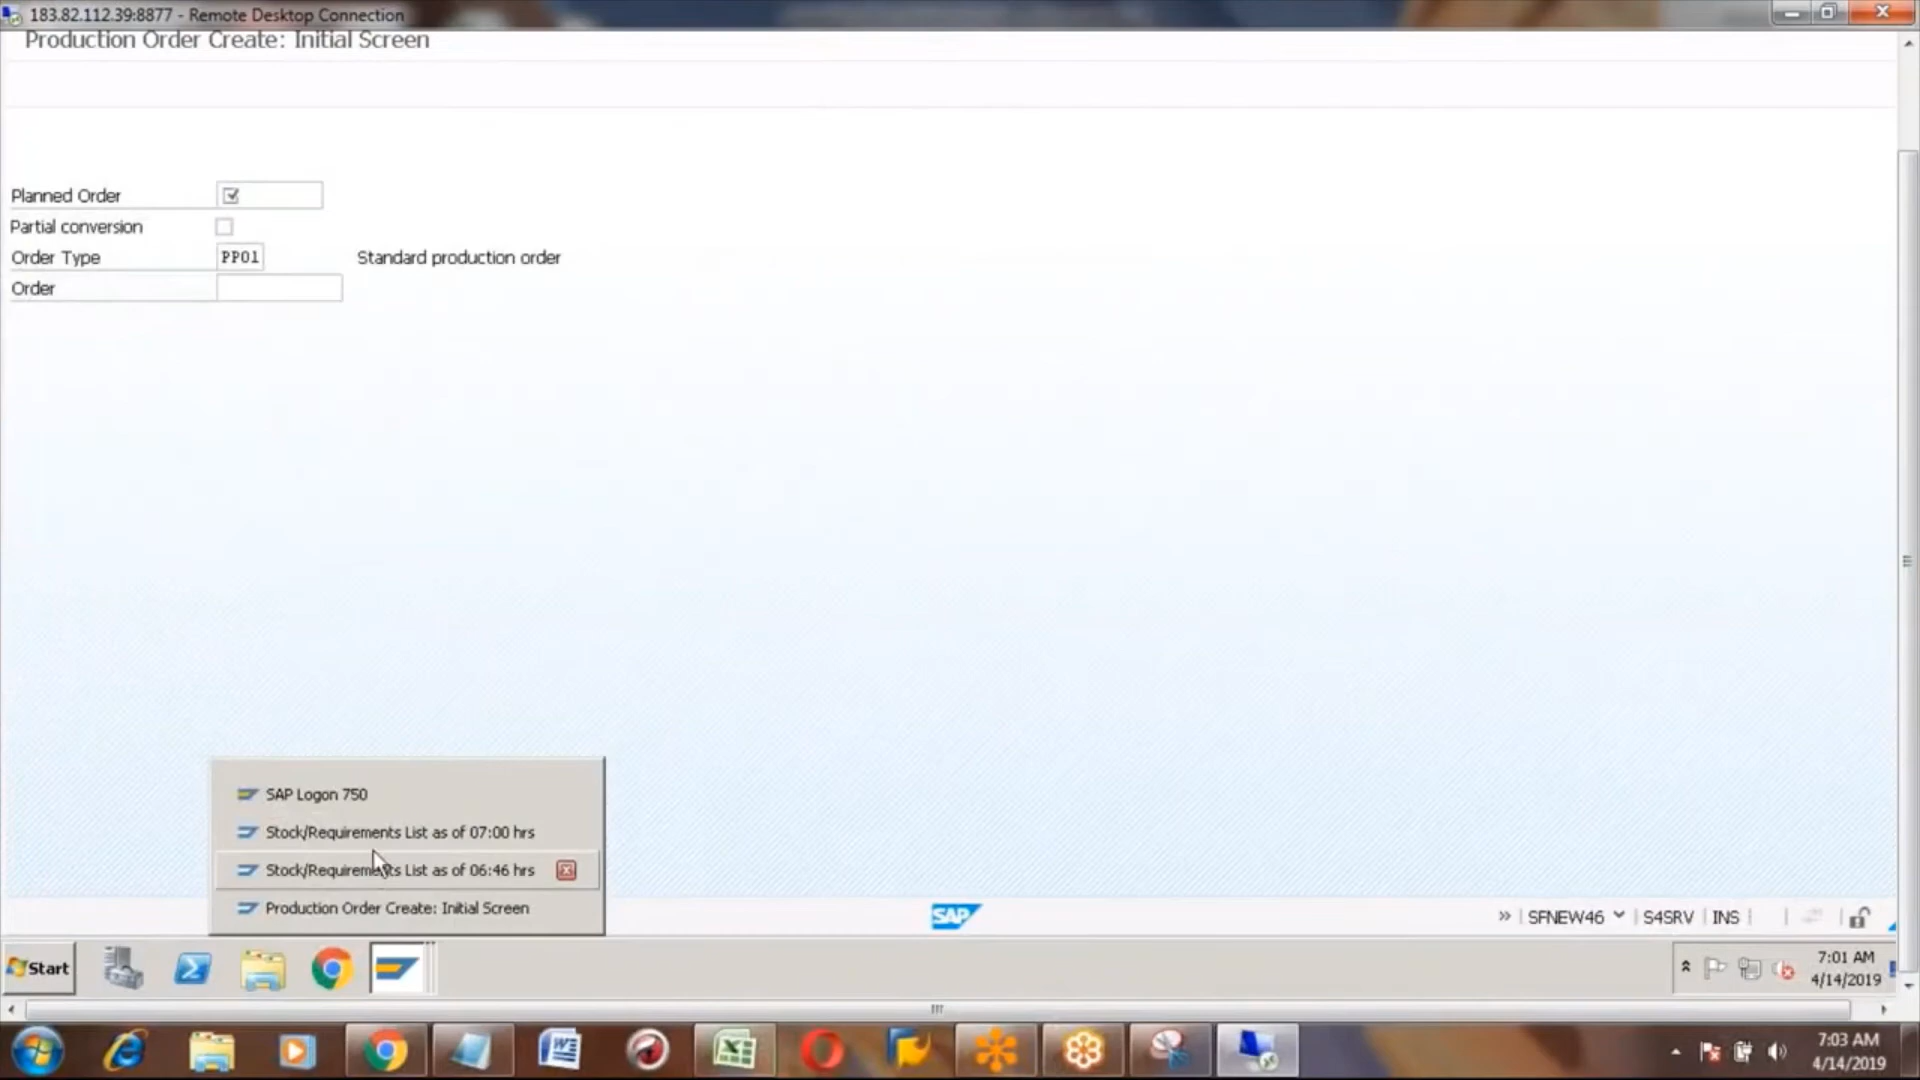 183.82.112.39:8877 - Remote Desktop Connection
Production Order Create: Initial Screen
Planned Order
Partial conversion
Order Type PP01 Standard production order
Order
SAP Logon 750
Stock/Requirements List as of 07:00 hrs
Stock/Requirements List as of 06:46 hrs
Production Order Create: Initial Screen
SAP
» SFNEW46 S4SRV INS
Start
7:01 AM
4/14/2019
7:03 AM
4/14/2019